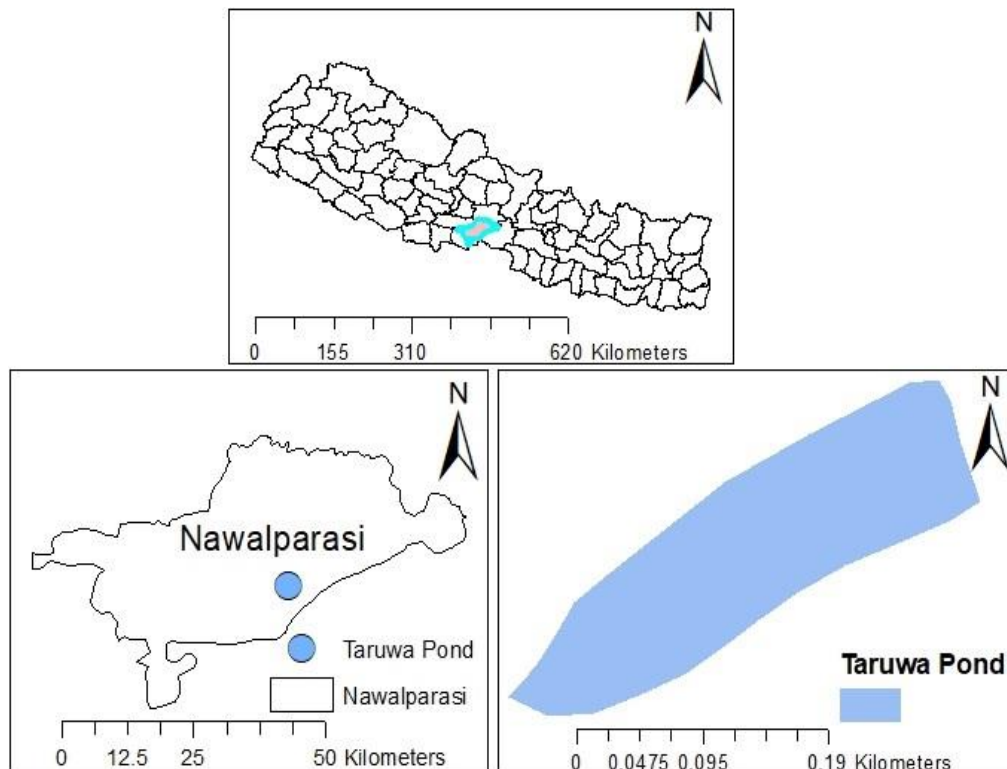 N
0 155 310 620 Kilometers
N
Nawalparasi
Taruwa Pond
Nawalparasi
0 12.5 25 50 Kilometers
N
Taruwa Pond
0 0.0475 0.095 0.19 Kilometers